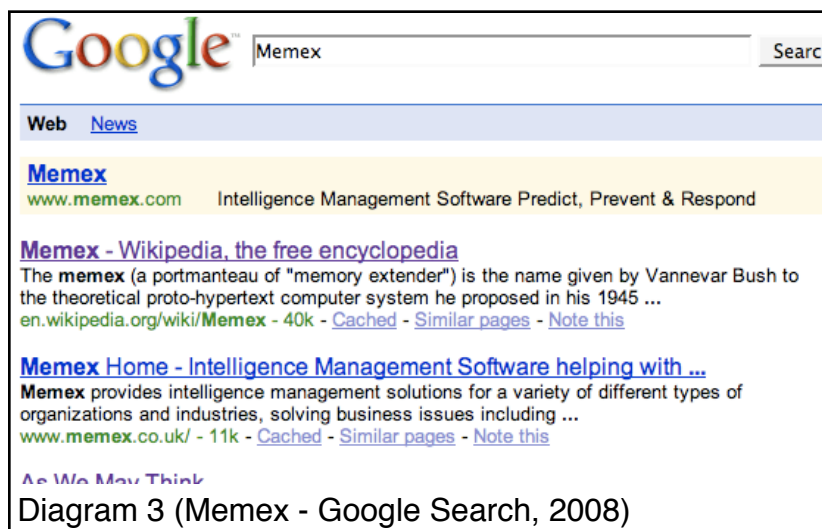 Google™ Memex Searc
Web News
Memex
www.memex.com Intelligence Management Software Predict, Prevent & Respond
Memex - Wikipedia, the free encyclopedia
The memex (a portmanteau of "memory extender") is the name given by Vannevar Bush to
the theoretical proto-hypertext computer system he proposed in his 1945 ...
en.wikipedia.org/wiki/Memex - 40k - Cached - Similar pages - Note this
Memex Home - Intelligence Management Software helping with ...
Memex provides intelligence management solutions for a variety of different types of
organizations and industries, solving business issues including ...
www.memex.co.uk/ - 11k - Cached - Similar pages - Note this
As We May Think
Diagram 3 (Memex - Google Search, 2008)